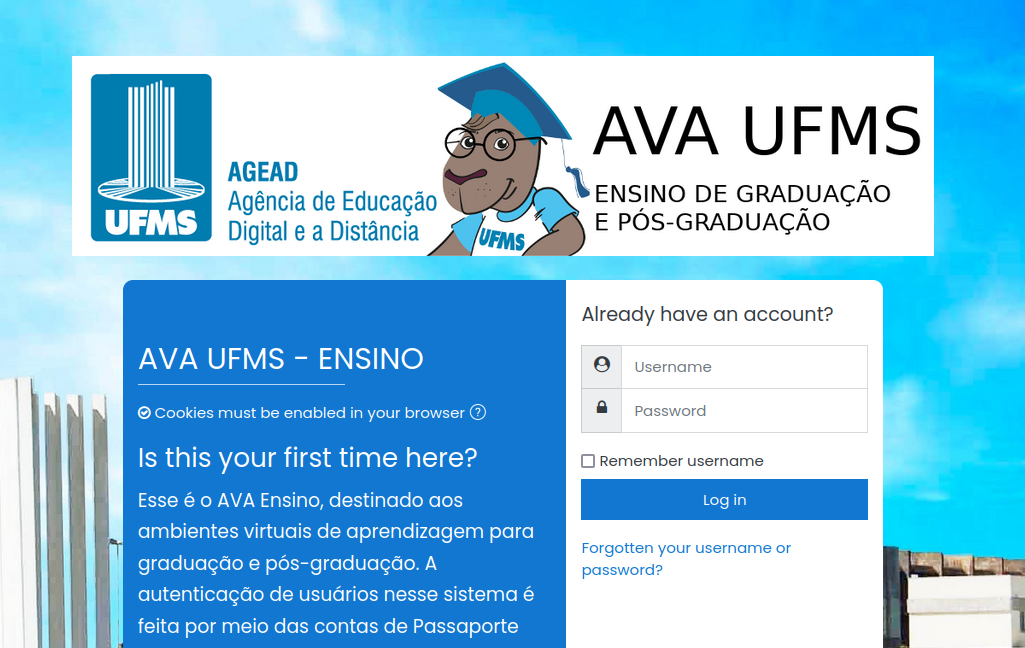 UFMS
AGEAD
Agência de Educação
Digital e a Distância
UFMS
AVA UFMS
ENSINO DE GRADUAÇÃO
E PÓS-GRADUAÇÃO
AVA UFMS - ENSINO
Cookies must be enabled in your browser ?
Is this your first time here?
Esse é o AVA Ensino, destinado aos
ambientes virtuais de aprendizagem para
graduação e pós-graduação. A
autenticação de usuários nesse sistema é
feita por meio das contas de Passaporte
Already have an account?
Username
Password
Remember username
Log in
Forgotten your username or
password?